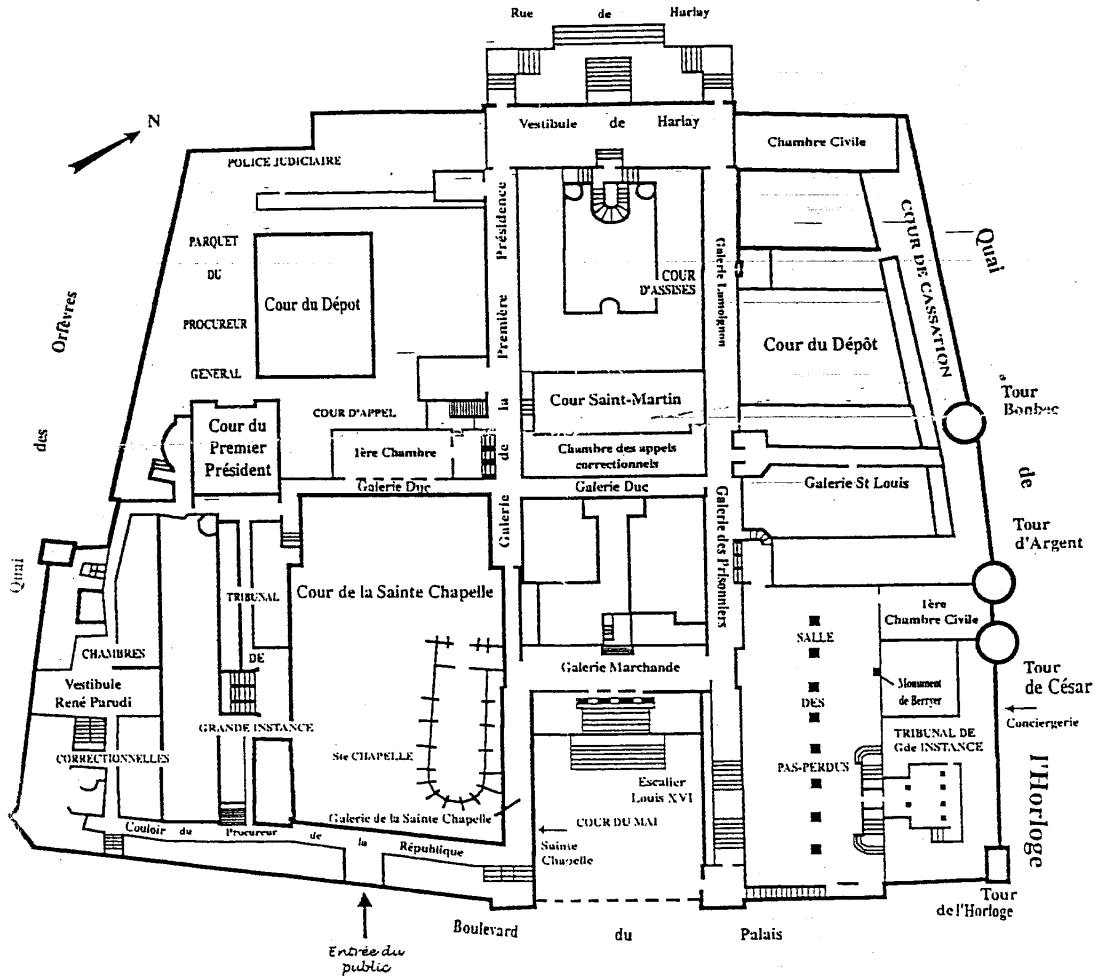 Rue de Harlay
N
Vestibule de Harlay
Chambre Civile
POLICE JUDICIAIRE
Galerie de la Première Présidence
COUR D'ASSISES
Galerie Lamoignon
COUR DE CASSATION
Quai de l'Horloge
PARQUET
DU
PROCUREUR
GENERAL
Cour du Dépot
Cour du Dépôt
Quai des Orfèvres
Tour
Bonbec
COUR D'APPEL
Cour Saint-Martin
Cour du
Premier
Président
1ère Chambre
Chambre des appels
correctionnels
Galerie Duc
Galerie Duc
Galerie St Louis
Galerie des Prisonniers
Tour
d'Argent
TRIBUNAL
DE
GRANDE INSTANCE
Cour de la Sainte Chapelle
1ère
Chambre Civile
SALLE
DES
PAS-PERDUS
CHAMBRES
CORRECTIONNELLES
Vestibule
René Parudi
Galerie Marchande
Monument
de Berryer
Tour
de César
Conciergerie
TRIBUNAL DE
Gde INSTANCE
Ste CHAPELLE
Escalier
Louis XVI
Galerie de la Sainte Chapelle
COUR DU MAI
Sainte
Chapelle
Couloir du Procureur de la République
Tour
de l'Horloge
Boulevard du Palais
Entrée du
public